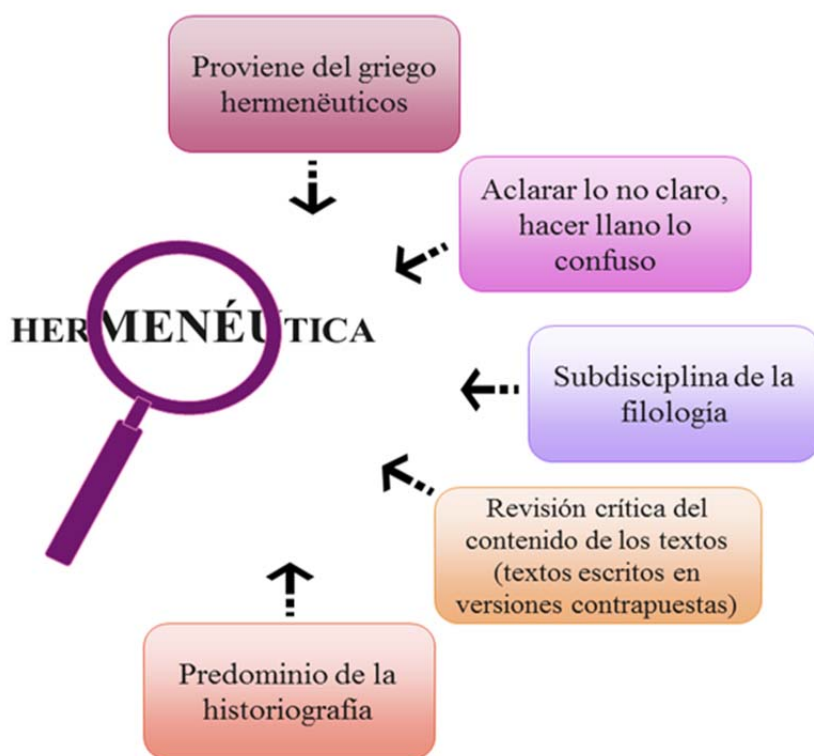 Proviene del griego
hermenëuticos
Aclarar lo no claro,
hacer llano lo
confuso
HERMENÉUTICA
Subdisciplina de la
filología
Revisión crítica del
contenido de los textos
(textos escritos en
versiones contrapuestas)
Predominio de la
historiografía